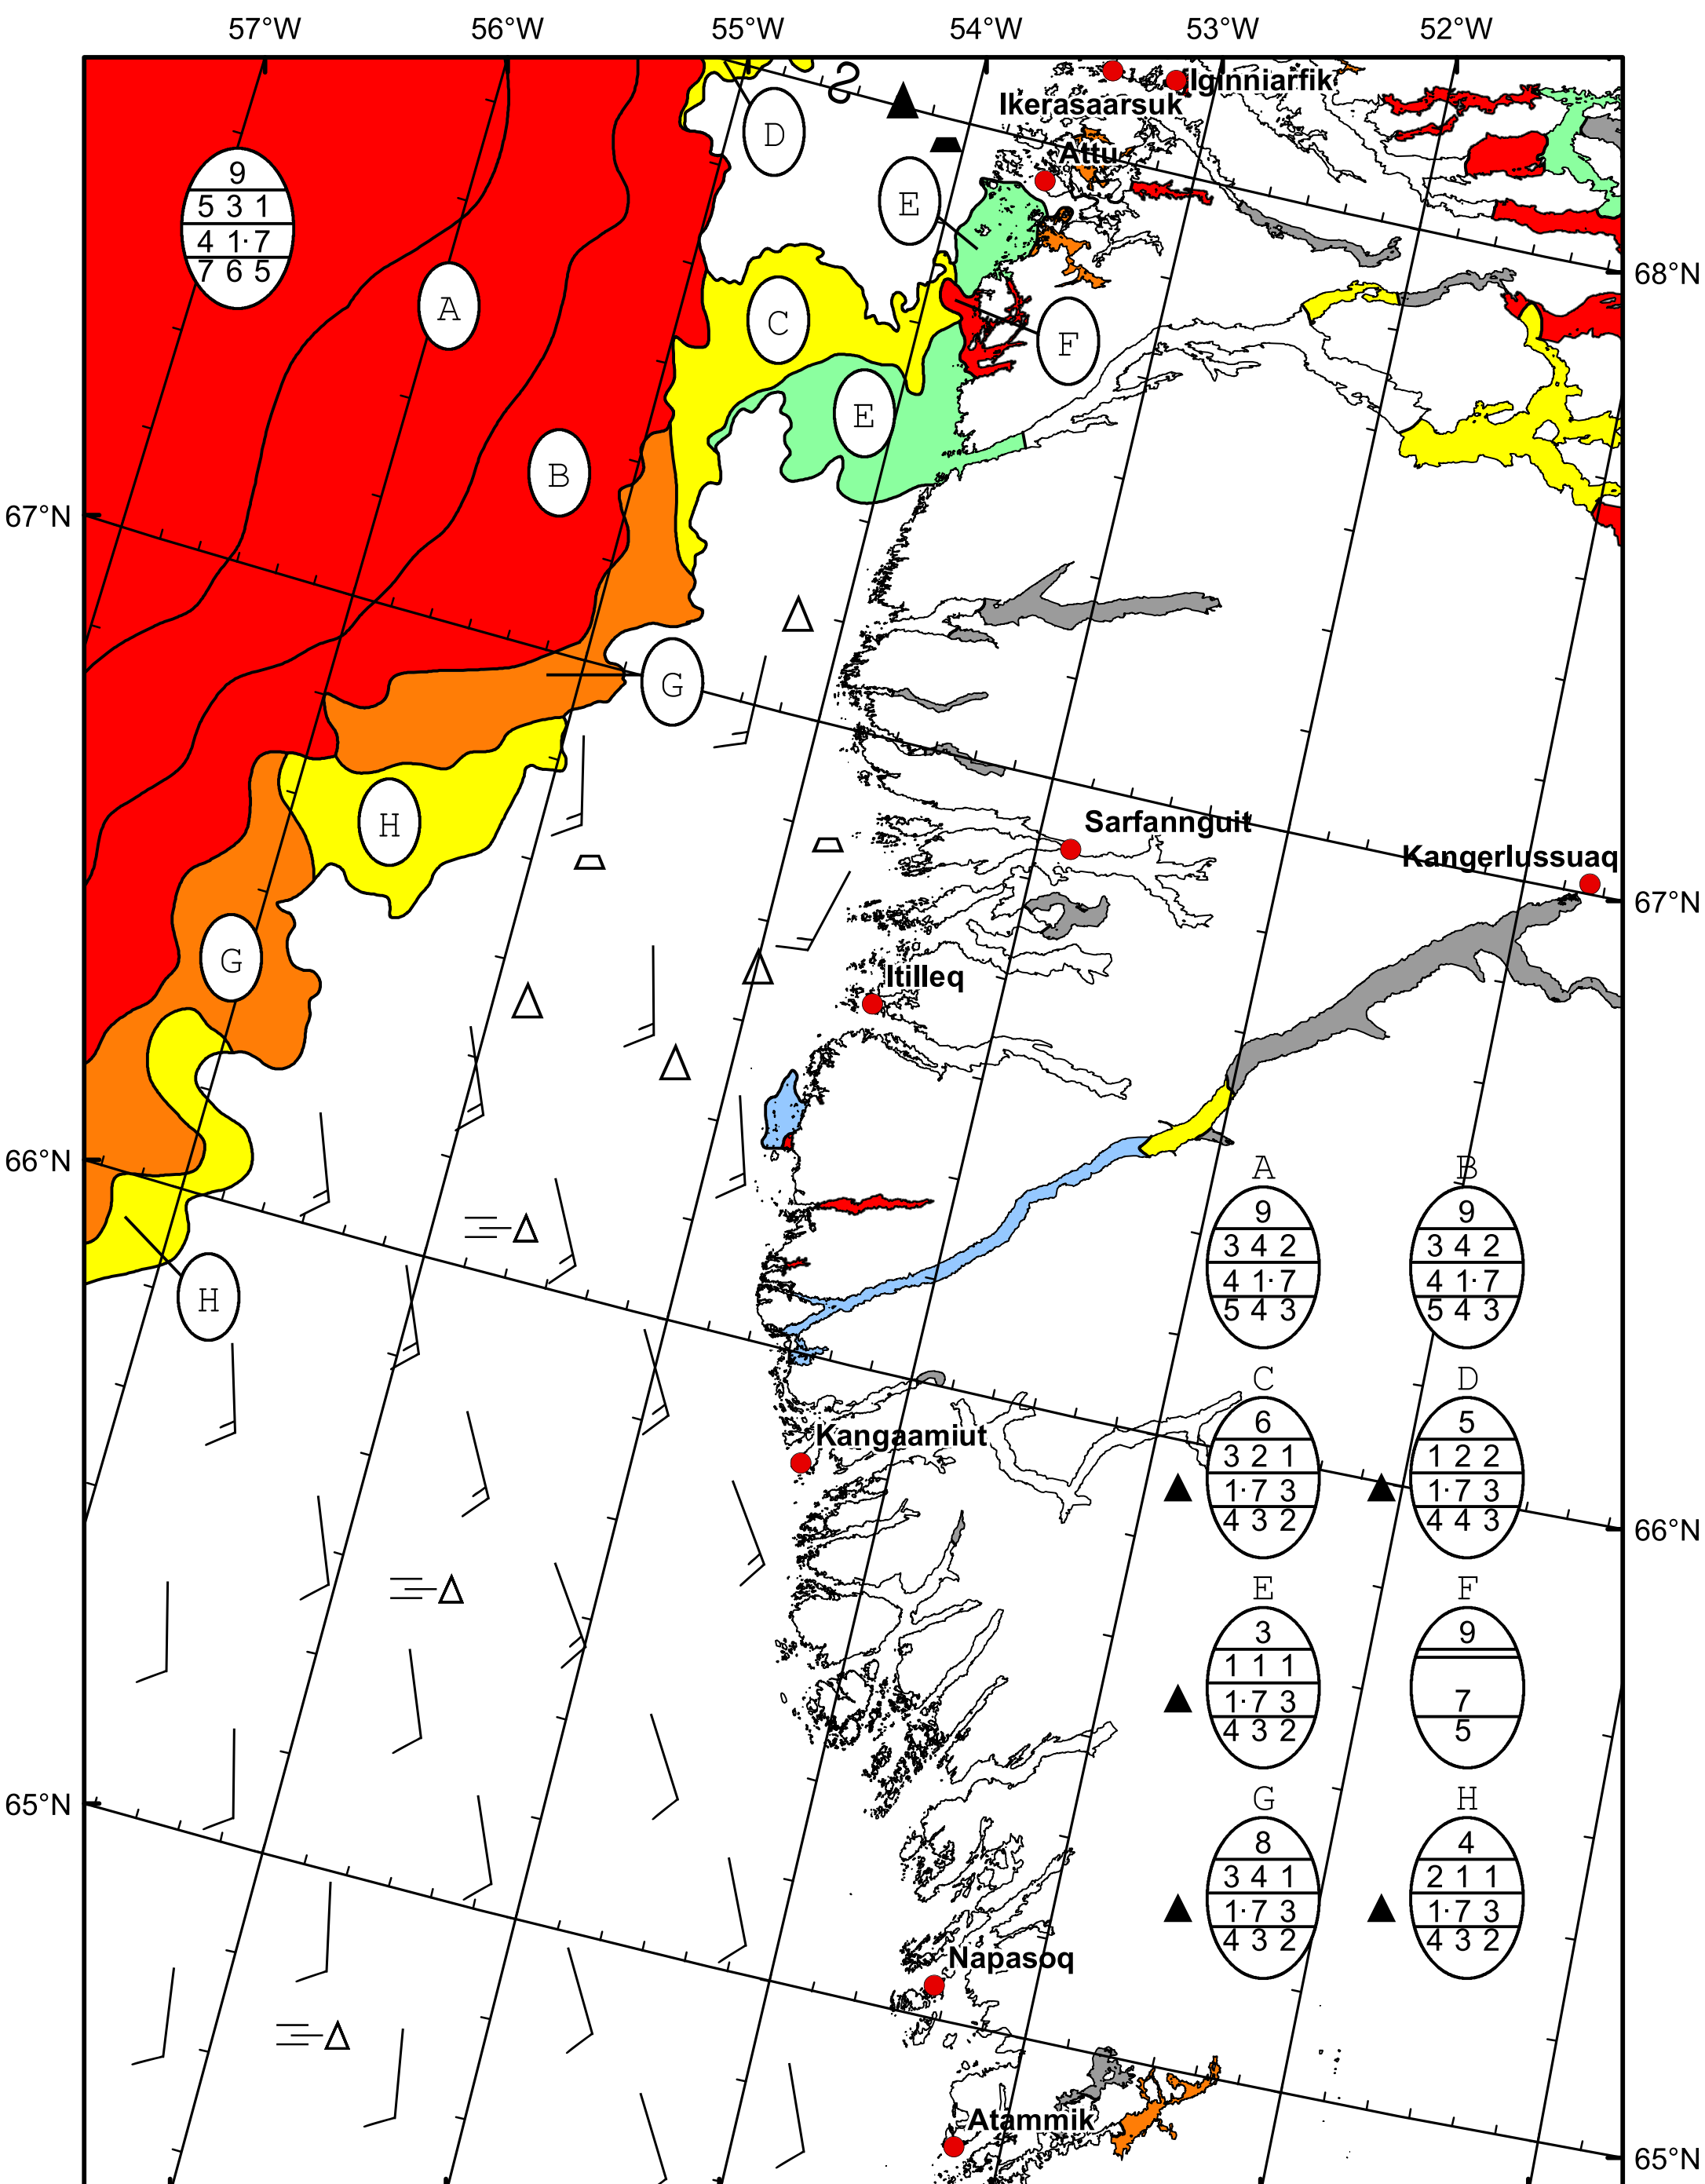 57°W 56°W 55°W 54°W 53°W 52°W
Iginniarfik
Ikerasaarsuk
D
Attu
9
5 3 1
4 1· 7
7 6 5
E
68°N
A
C
F
E
B
67°N
G
Sarfannguit
H
Kangerlussuaq
67°N
G
Itilleq
66°N
A B
9 9
3 4 2 3 4 2
4 1· 7 4 1· 7
5 4 3 5 4 3
H
C D
6 5
3 2 1 1 2 2
1· 7 3 1· 7 3
4 3 2 4 4 3
Kangaamiut
66°N
E F
3 9
1 1 1
1· 7 3 7
4 3 2 5
65°N
G H
8 4
3 4 1 2 1 1
1· 7 3 1· 7 3
4 3 2 4 3 2
Napasoq
Atammik
65°N